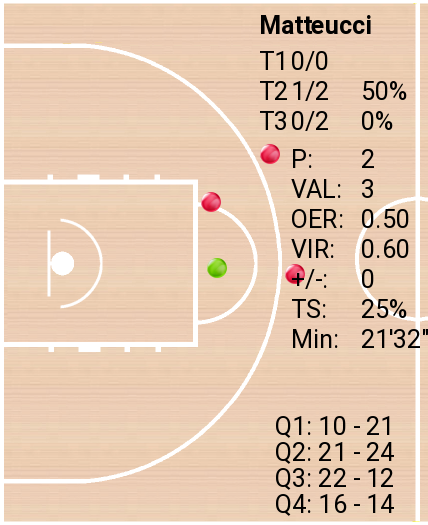 Matteucci
T1 0/0
T2 1/2 50%
T3 0/2 0%
P: 2
VAL: 3
OER: 0.50
VIR: 0.60
+/-: 0
TS: 25%
Min: 21'32"
Q1: 10 - 21
Q2: 21 - 24
Q3: 22 - 12
Q4: 16 - 14